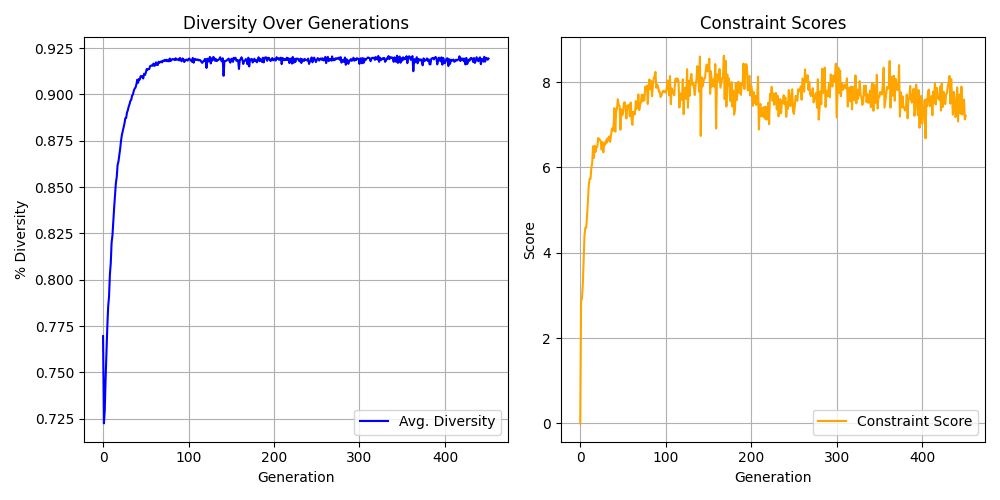 Diversity Over Generations
% Diversity
0.925
0.900
0.875
0.850
0.825
0.800
0.775
0.750
0.725
0 100 200 300 400
Generation
Avg. Diversity
Constraint Scores
Score
8
6
4
2
0
0 100 200 300 400
Generation
Constraint Score